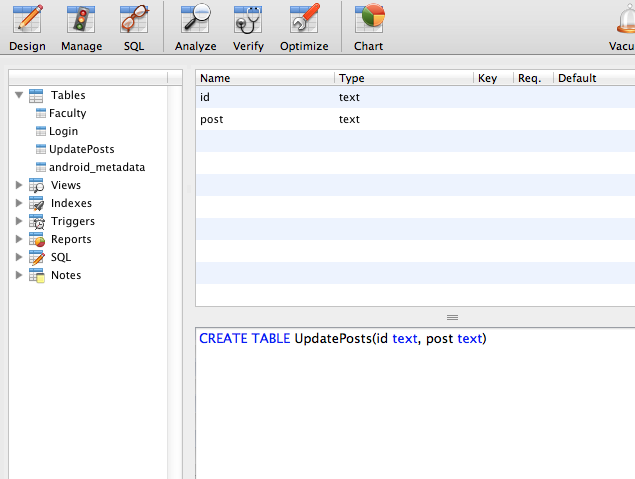 Design Manage SQL Analyze Verify Optimize Chart Vacu
Name Type Key Req. Default
Tables
Faculty
Login
UpdatePosts
android_metadata
Views
Indexes
Triggers
Reports
SQL
Notes
id text
post text
CREATE TABLE UpdatePosts(id text, post text)